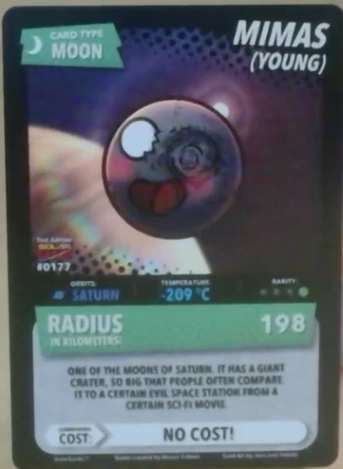 CARD TYPE
MOON
MIMAS
(YOUNG)
2nd Edition
#0177
ORBITS:
SATURN
TEMPERATURE:
-209 °C
RARITY:
RADIUS
IN KILOMETERS:
198
ONE OF THE MOONS OF SATURN. IT HAS A GIANT
CRATER, SO BIG THAT PEOPLE OFTEN COMPARE
IT TO A CERTAIN EVIL SPACE STATION FROM A
CERTAIN SCI-FI MOVIE.
COST:
NO COST!